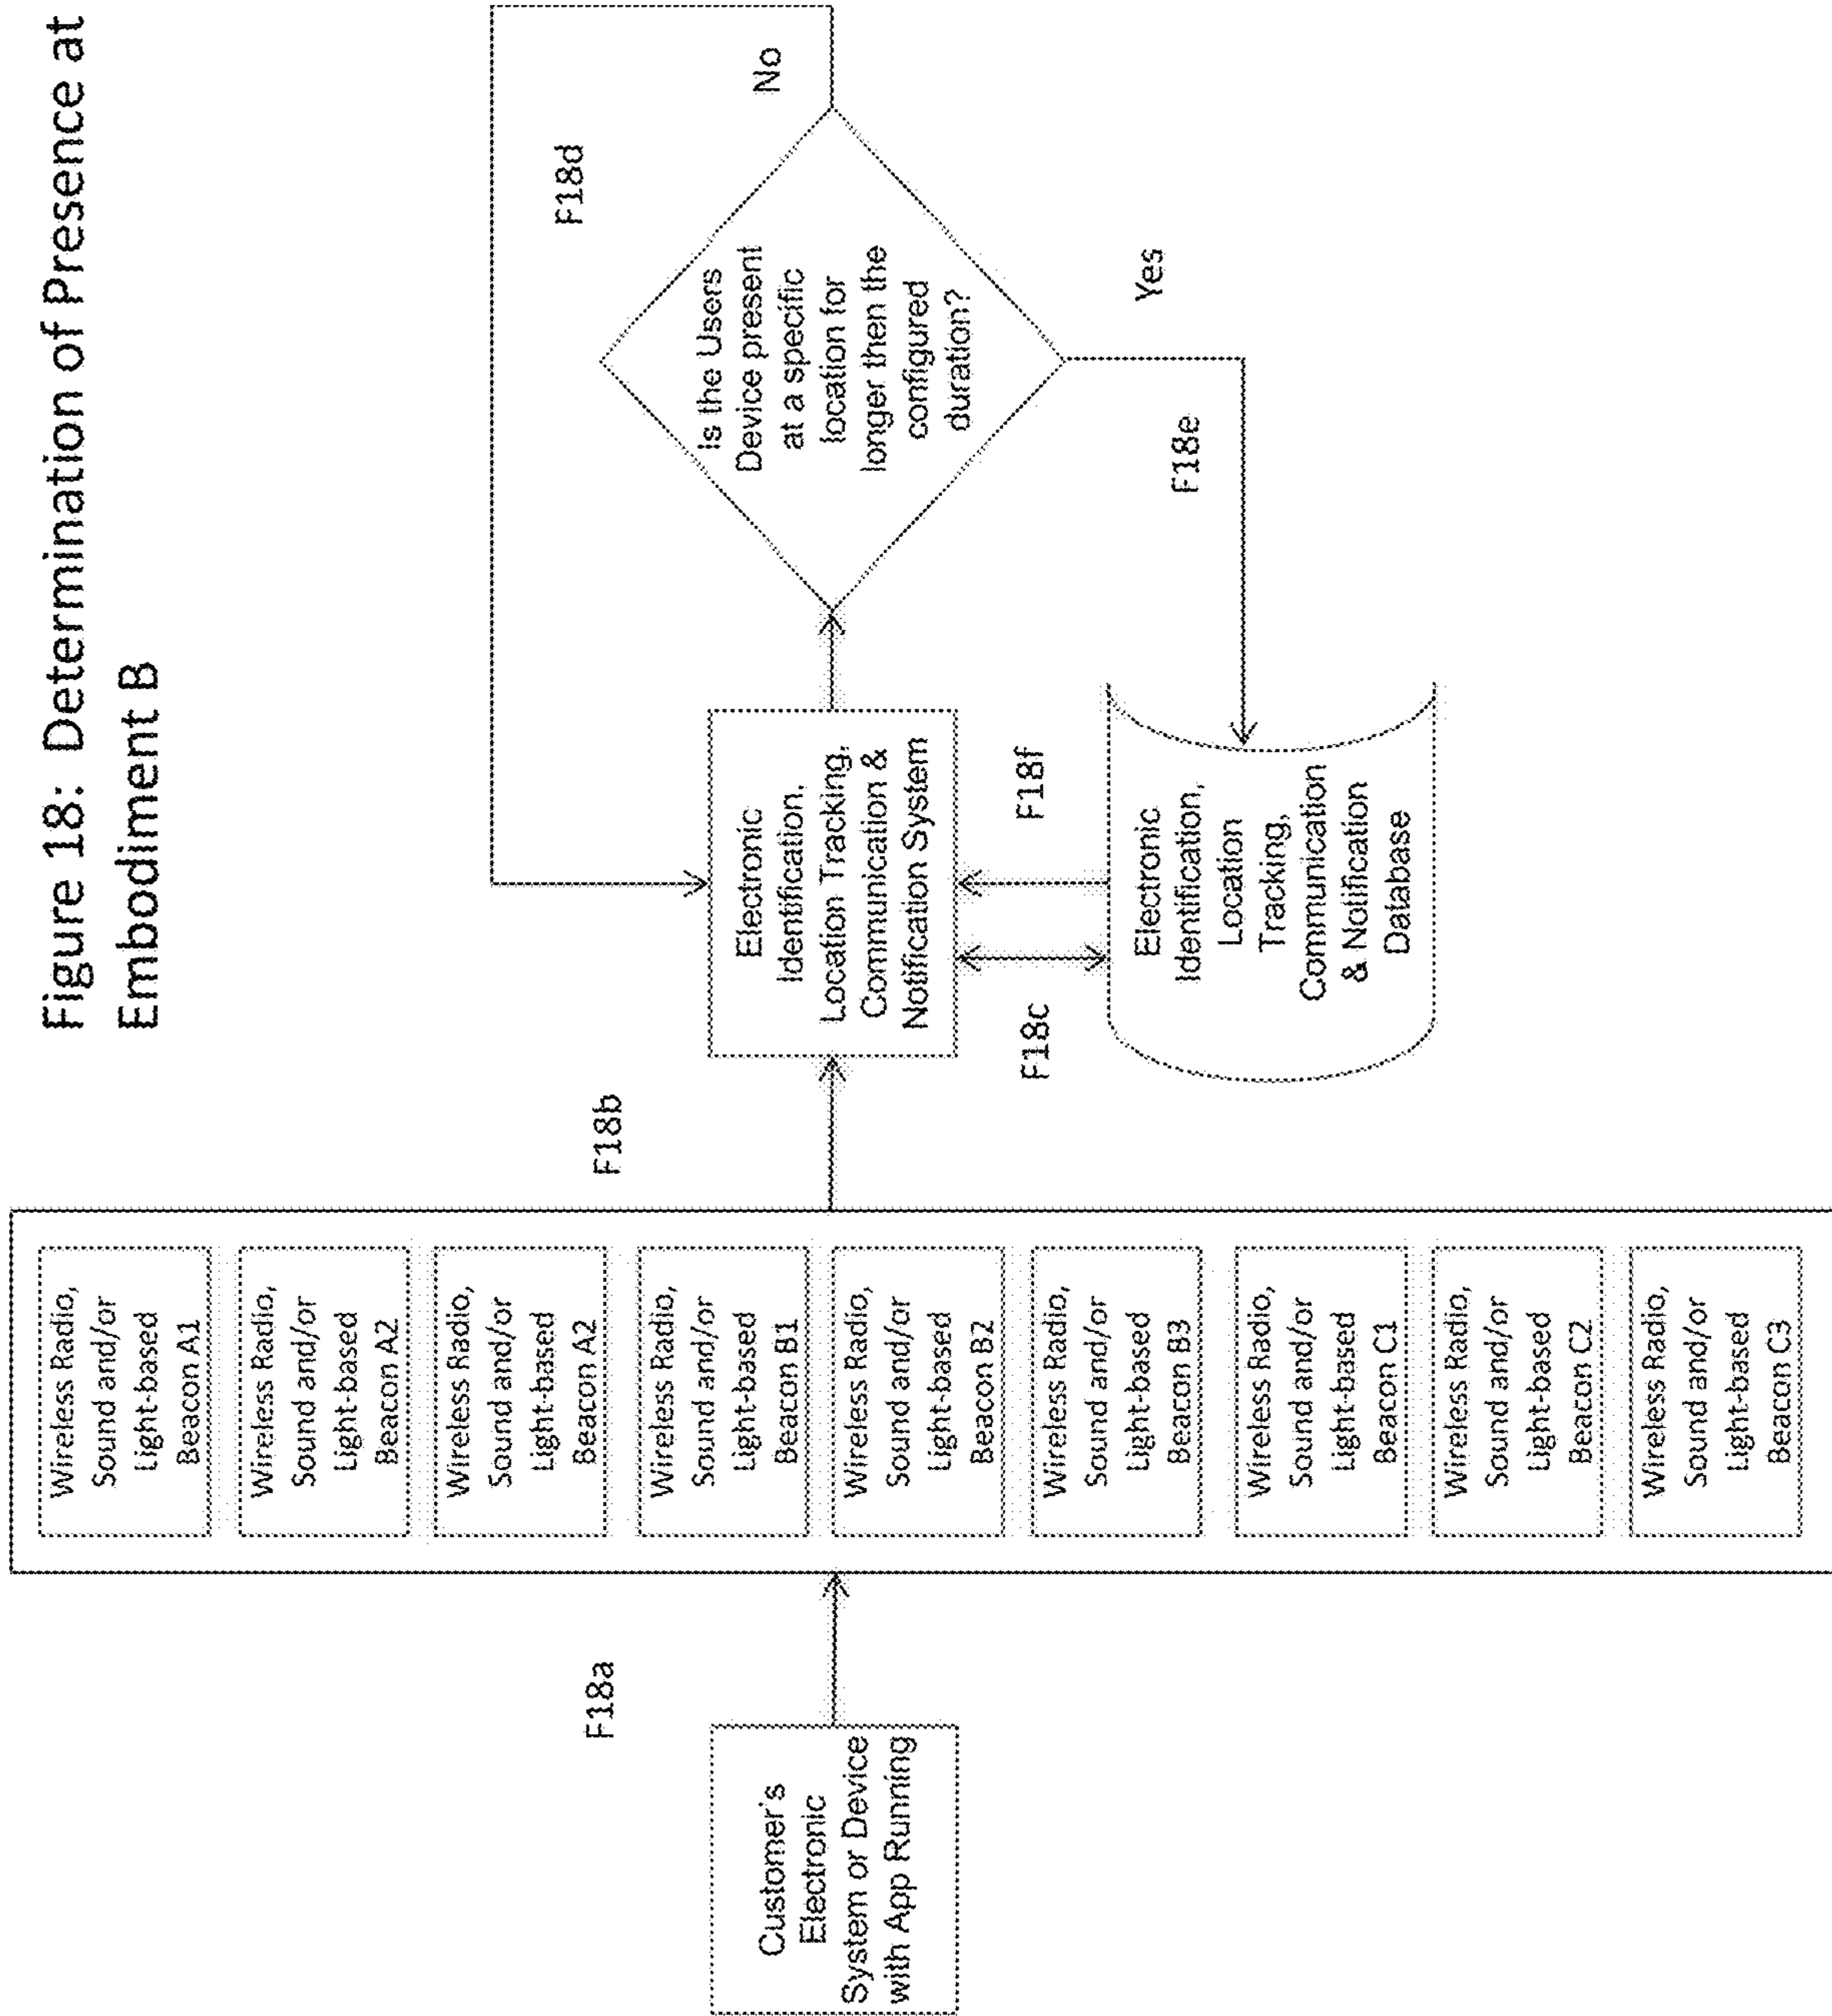 Figure 18: Determination of Presence at
Embodiment B
Customer's
Electronic
System or Device
with App Running
F18a
Wireless Radio,
Sound and/or
Light-based
Beacon A1
Wireless Radio,
Sound and/or
Light-based
Beacon A2
Wireless Radio,
Sound and/or
Light-based
Beacon A2
Wireless Radio,
Sound and/or
Light-based
Beacon B1
Wireless Radio,
Sound and/or
Light-based
Beacon B2
Wireless Radio,
Sound and/or
Light-based
Beacon B3
Wireless Radio,
Sound and/or
Light-based
Beacon C1
Wireless Radio,
Sound and/or
Light-based
Beacon C2
Wireless Radio,
Sound and/or
Light-based
Beacon C3
F18b
Electronic
Identification,
Location Tracking,
Communication &
Notification System
F18c
F18f
Electronic
Identification,
Location
Tracking,
Communication
& Notification
Database
F18d
No
Is the Users
Device present
at a specific
location for
longer then the
configured
duration?
Yes
F18e